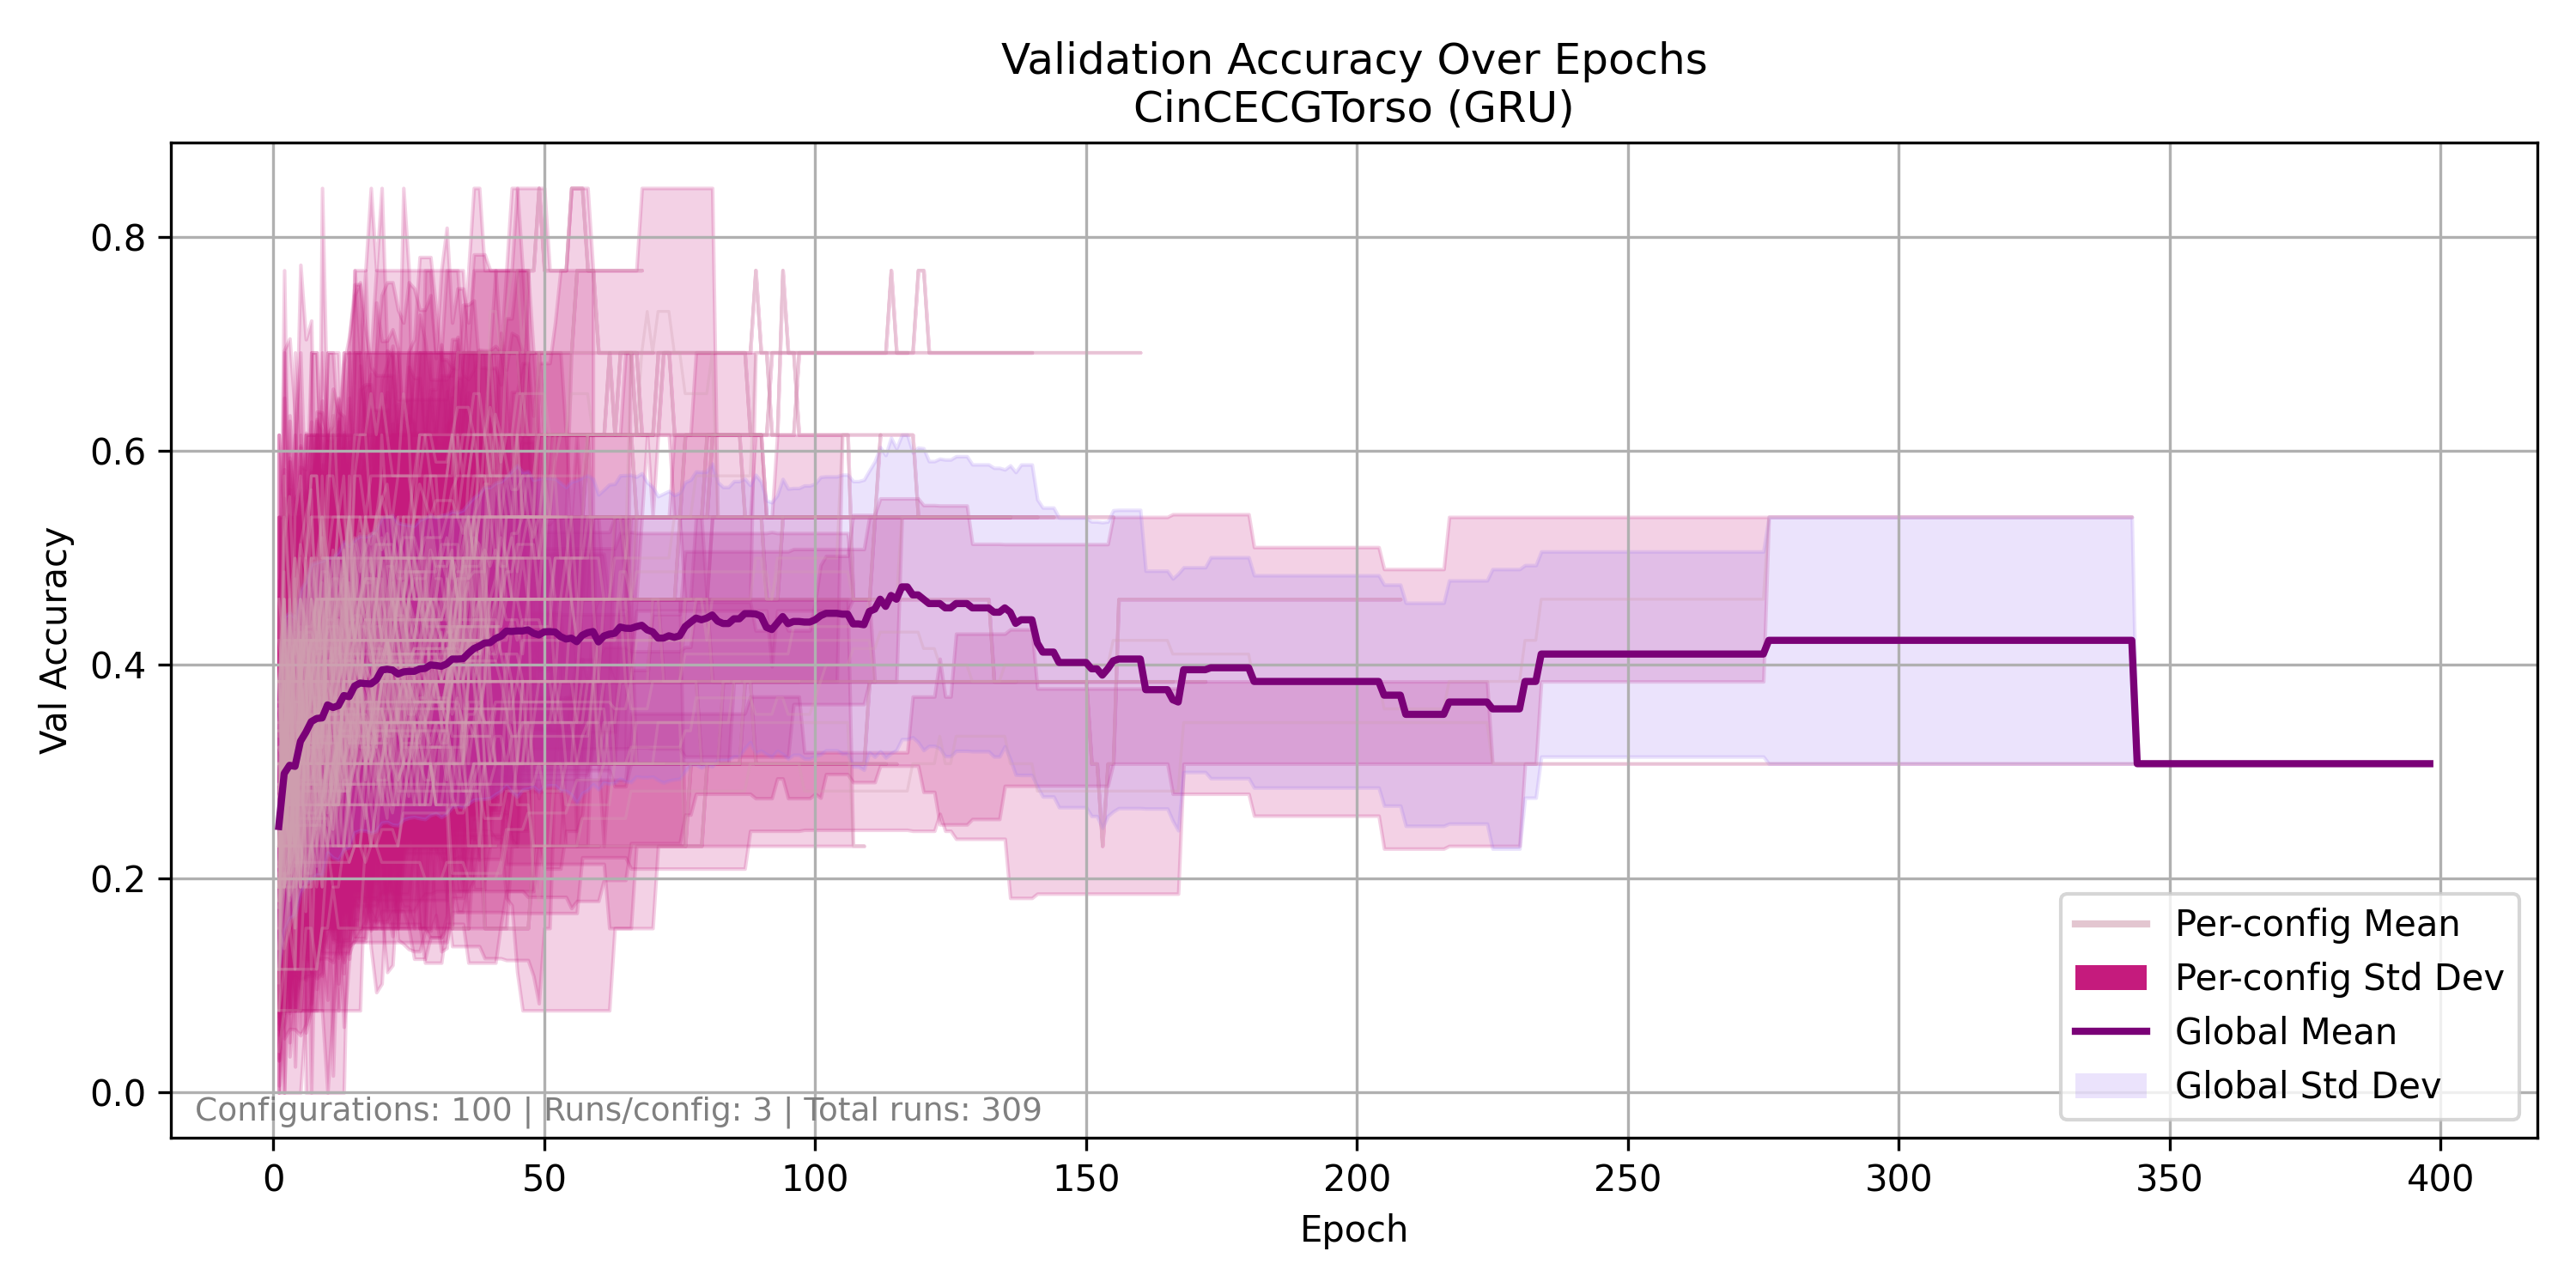 Validation Accuracy Over Epochs
CinCECGTorso (GRU)
Val Accuracy
0.8
0.6
0.4
0.2
0.0
Per-config Mean
Per-config Std Dev
Global Mean
Global Std Dev
Configurations: 100 | Runs/config: 3 | Total runs: 309
0 50 100 150 200 250 300 350 400
Epoch